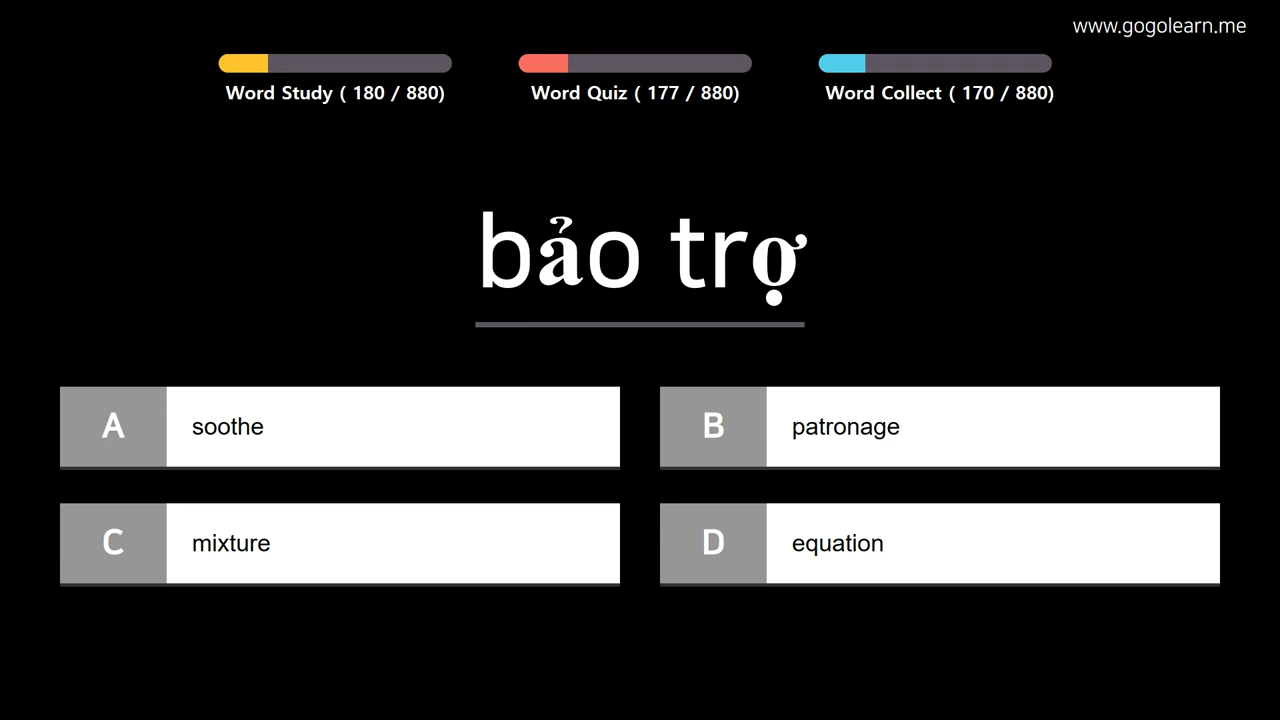 www.gogolearn.me
Word Study ( 180 / 880)
Word Quiz ( 177 / 880)
Word Collect ( 170 / 880)
bảo trợ
A soothe
B patronage
C mixture
D equation